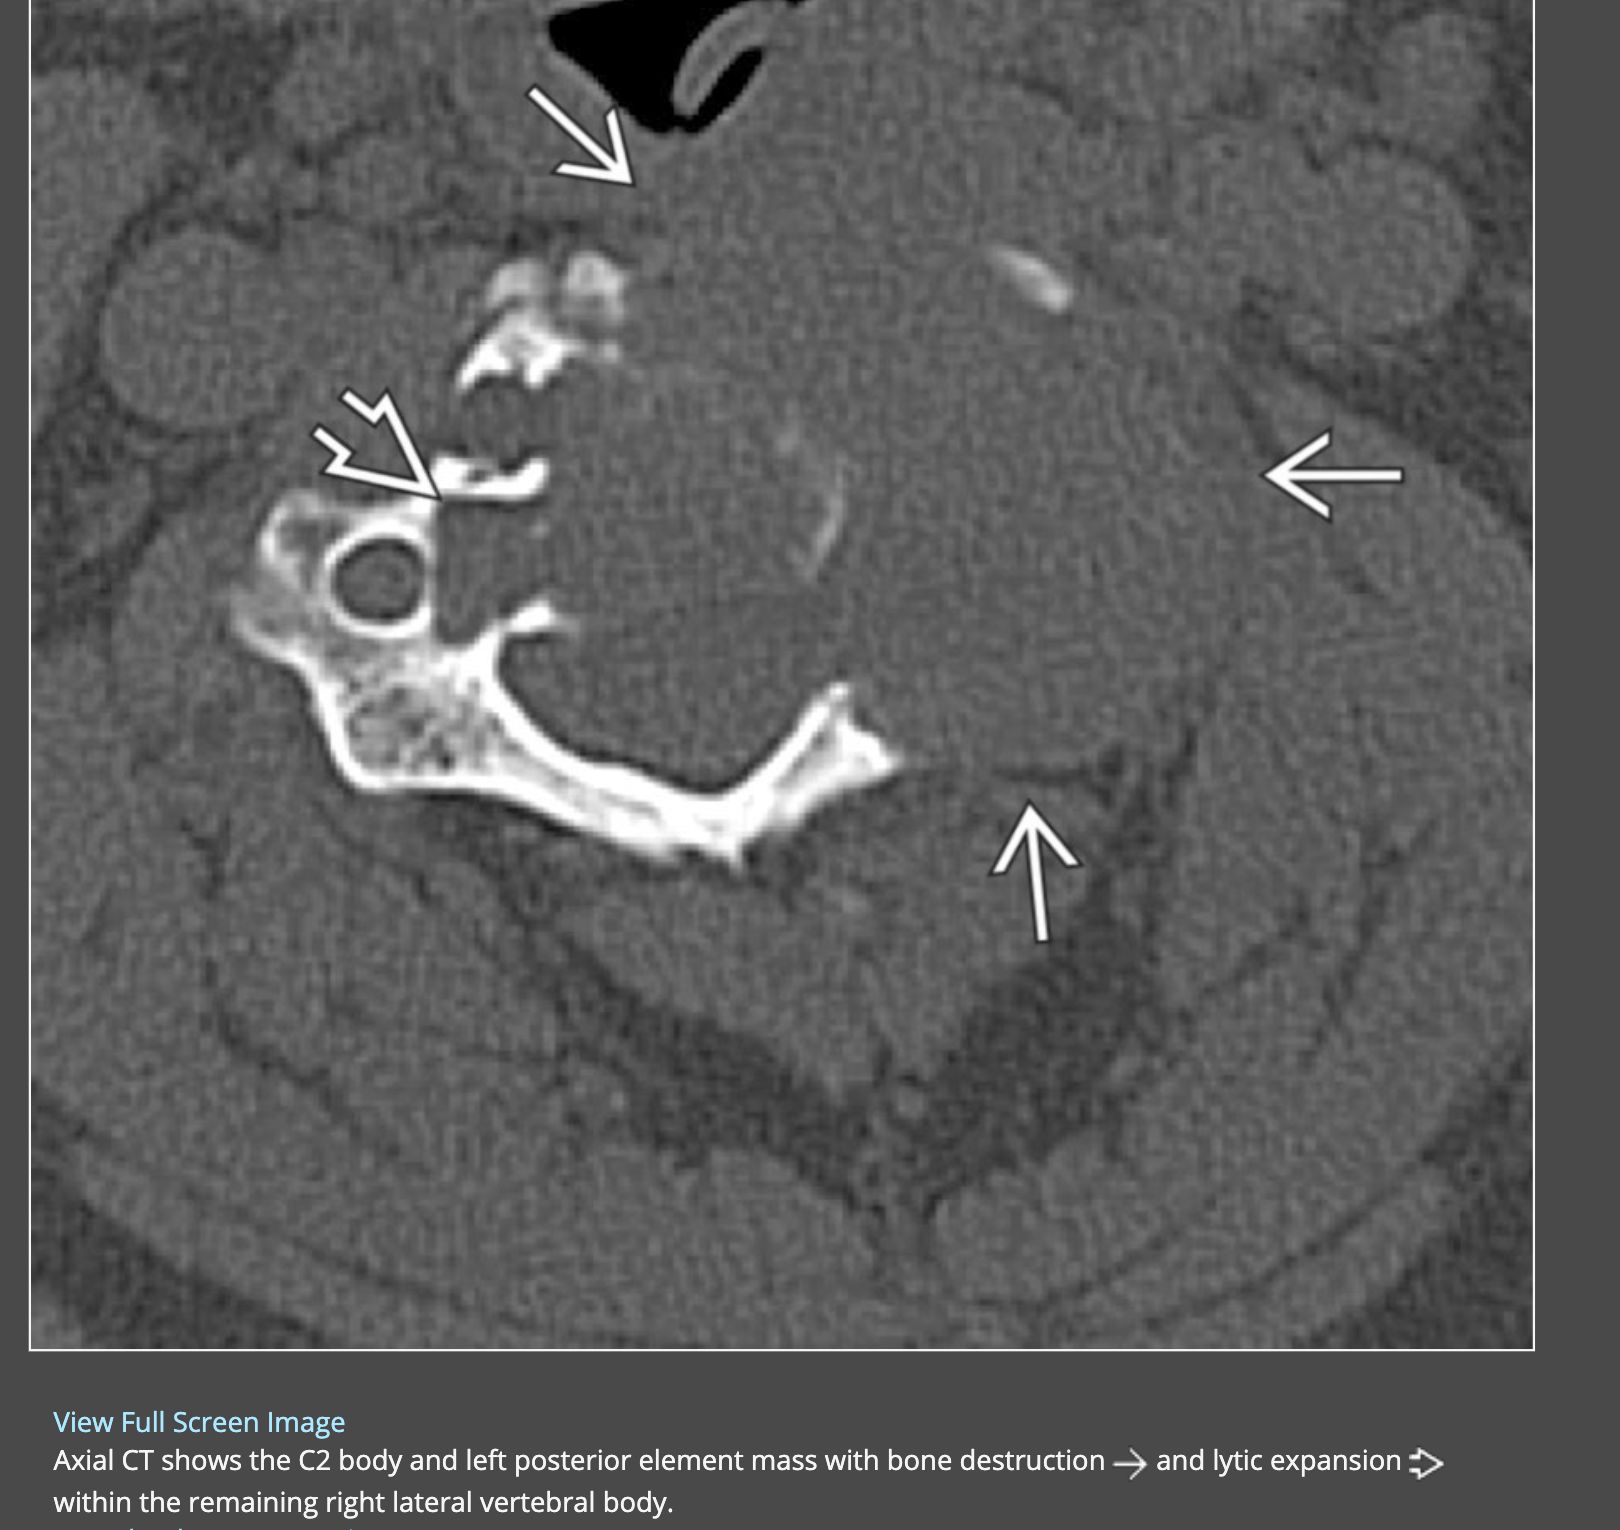 View Full Screen Image
Axial CT shows the C2 body and left posterior element mass with bone destruction → and lytic expansion ⇨
within the remaining right lateral vertebral body.